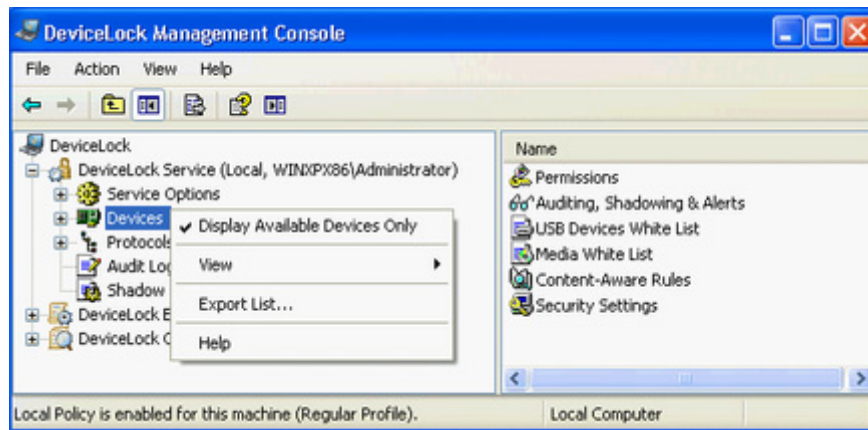 DeviceLock Management Console
File Action View Help
DeviceLock
DeviceLock Service (Local, WINXPX86\Administrator)
Service Options
Devices
Protocols
Audit Log
Shadow
DeviceLock E
DeviceLock C
Display Available Devices Only
View
Export List...
Help
Name
Permissions
Auditing, Shadowing & Alerts
USB Devices White List
Media White List
Content-Aware Rules
Security Settings
Local Policy is enabled for this machine (Regular Profile). Local Computer